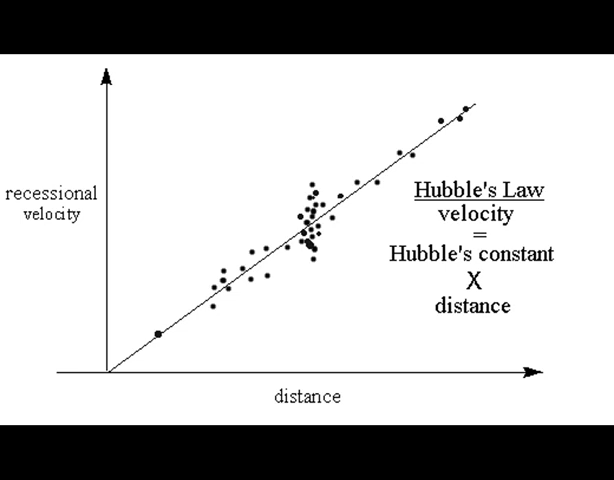 recessional
velocity
Hubble's Law
velocity
=
Hubble's constant
X
distance
distance